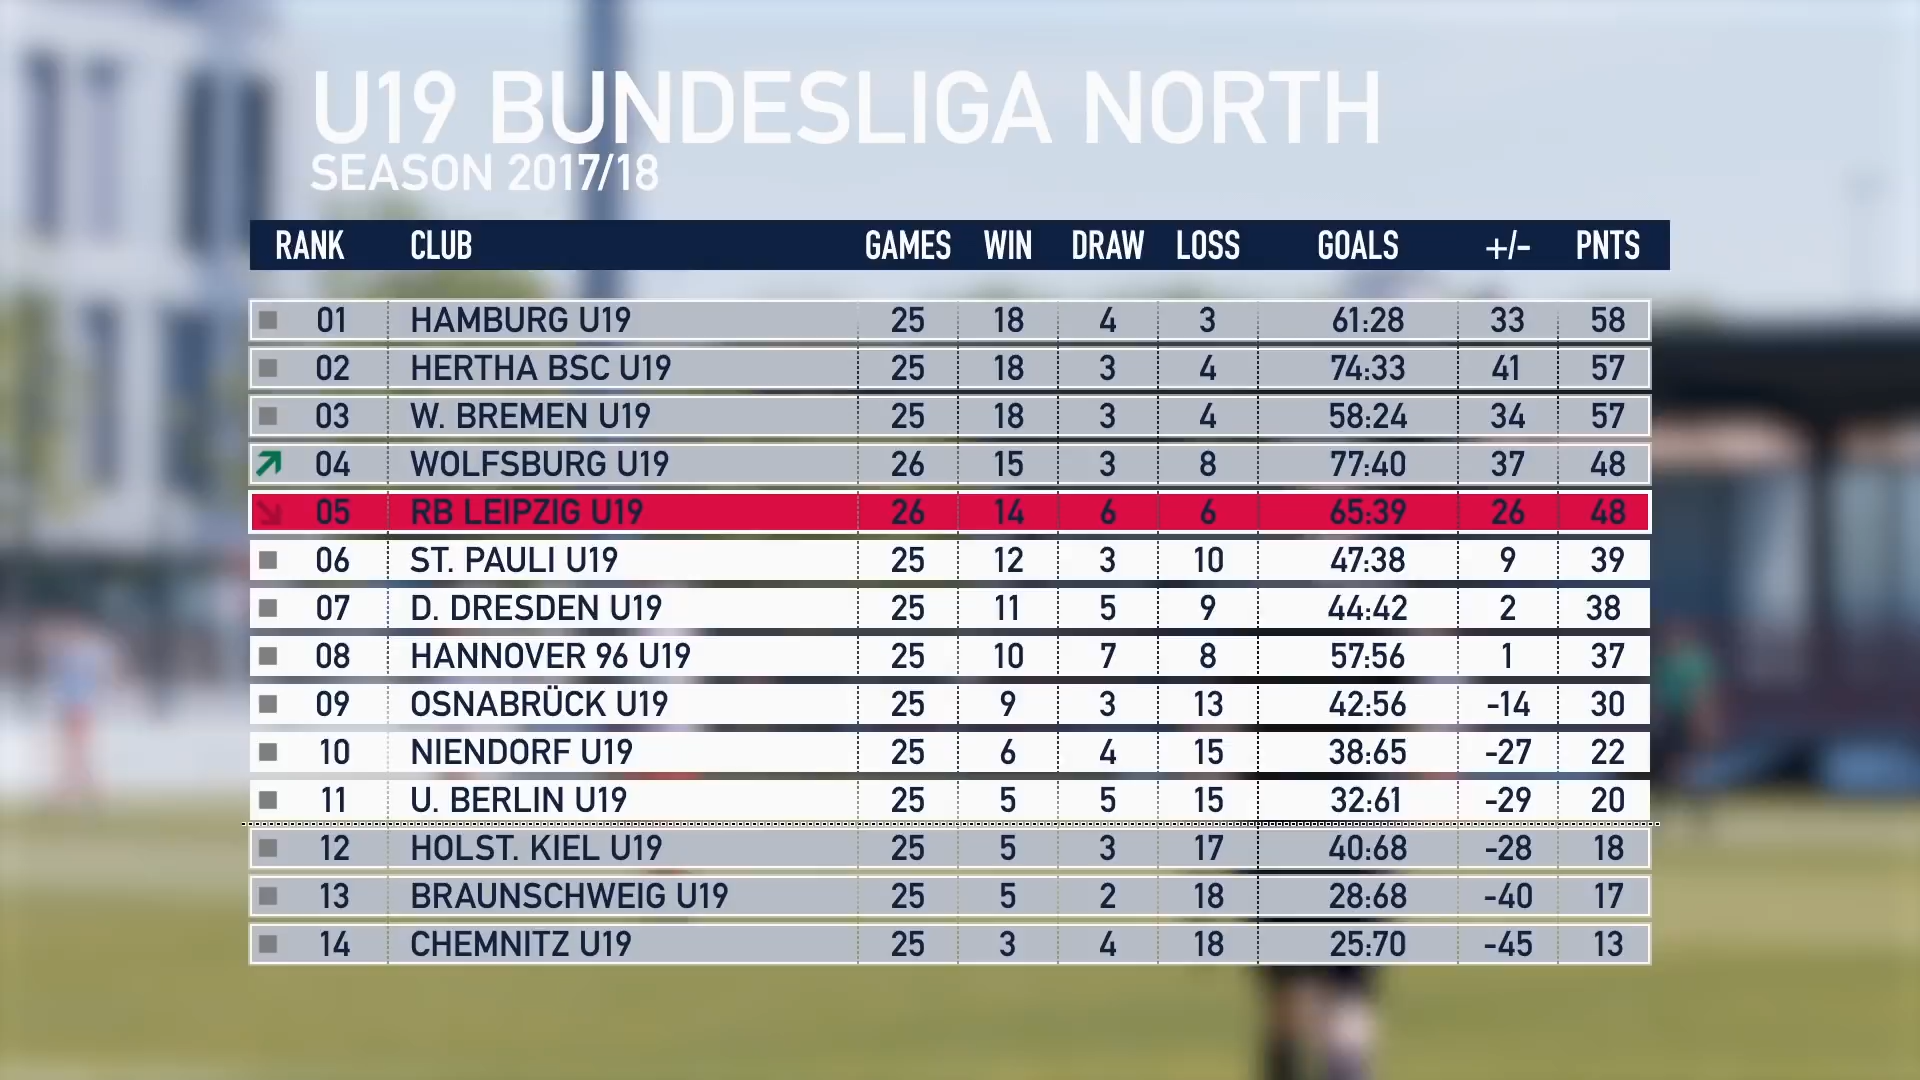 U19 BUNDESLIGA NORTH
SEASON 2017/18
RANK CLUB GAMES WIN DRAW LOSS GOALS +/- PNTS
01 HAMBURG U19 25 18 4 3 61:28 33 58
02 HERTHA BSC U19 25 18 3 4 74:33 41 57
03 W. BREMEN U19 25 18 3 4 58:24 34 57
04 WOLFSBURG U19 26 15 3 8 77:40 37 48
05 RB LEIPZIG U19 26 14 6 6 65:39 26 48
06 ST. PAULI U19 25 12 3 10 47:38 9 39
07 D. DRESDEN U19 25 11 5 9 44:42 2 38
08 HANNOVER 96 U19 25 10 7 8 57:56 1 37
09 OSNABRÜCK U19 25 9 3 13 42:56 -14 30
10 NIENDORF U19 25 6 4 15 38:65 -27 22
11 U. BERLIN U19 25 5 5 15 32:61 -29 20
12 HOLST. KIEL U19 25 5 3 17 40:68 -28 18
13 BRAUNSCHWEIG U19 25 5 2 18 28:68 -40 17
14 CHEMNITZ U19 25 3 4 18 25:70 -45 13